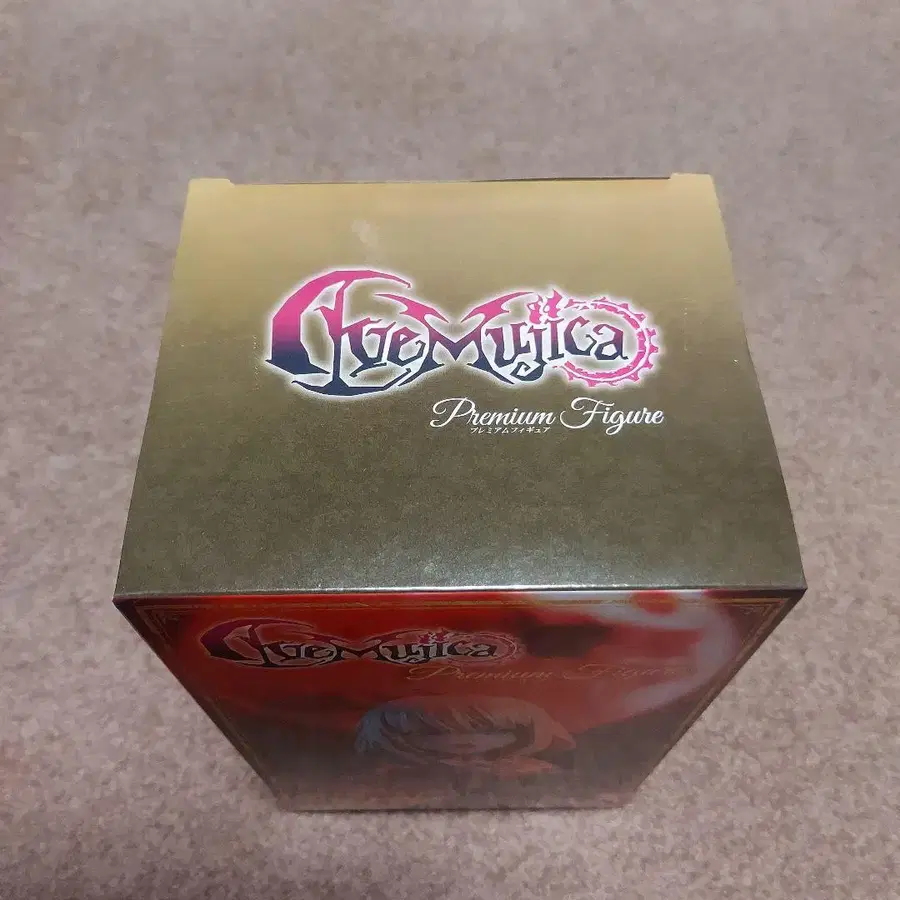 Ave Mujica
Premium Figure
プレミアムフィギュア
Ave Mujica
Premium Figure